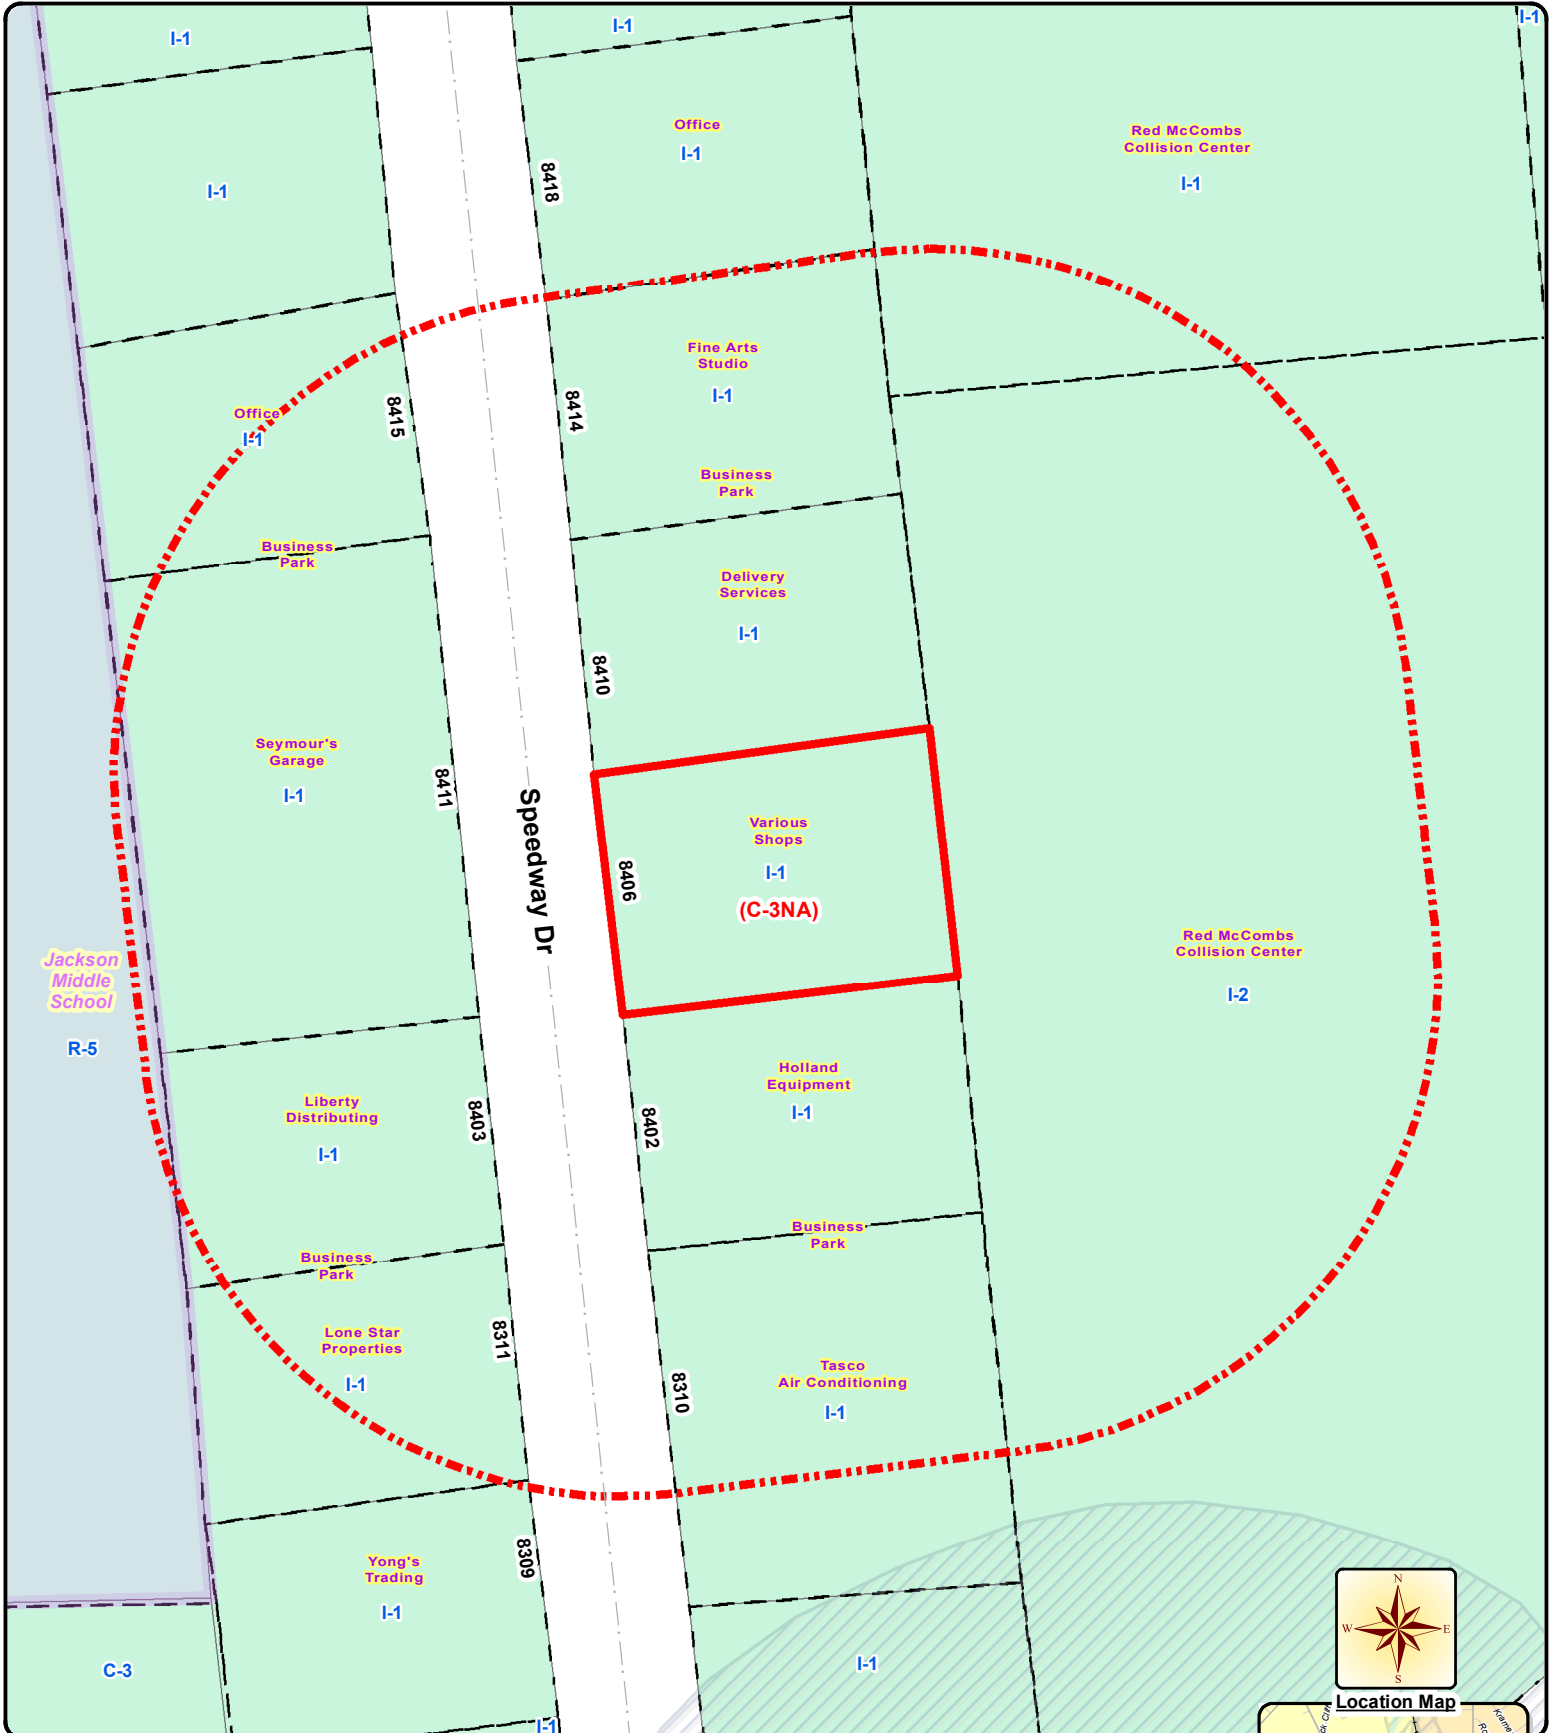 I-1
I-1
I-1
Office
I-1
Red McCombs
Collision Center
I-1
I-1
8418
Fine Arts
Studio
I-1
8415
8414
Office
I-1
Business
Park
Business
Park
Delivery
Services
I-1
8410
Seymour's
Garage
I-1
8411
Speedway Dr
Various
Shops
I-1
(C-3NA)
8406
Jackson
Middle
School
R-5
Red McCombs
Collision Center
I-2
Holland
Equipment
I-1
Liberty
Distributing
I-1
8403
8402
Business
Park
Business
Park
Lone Star
Properties
I-1
8311
Tasco
Air Conditioning
I-1
8310
8309
Yong's
Trading
I-1
C-3
I-1
I-1
N
W
E
S
Location Map